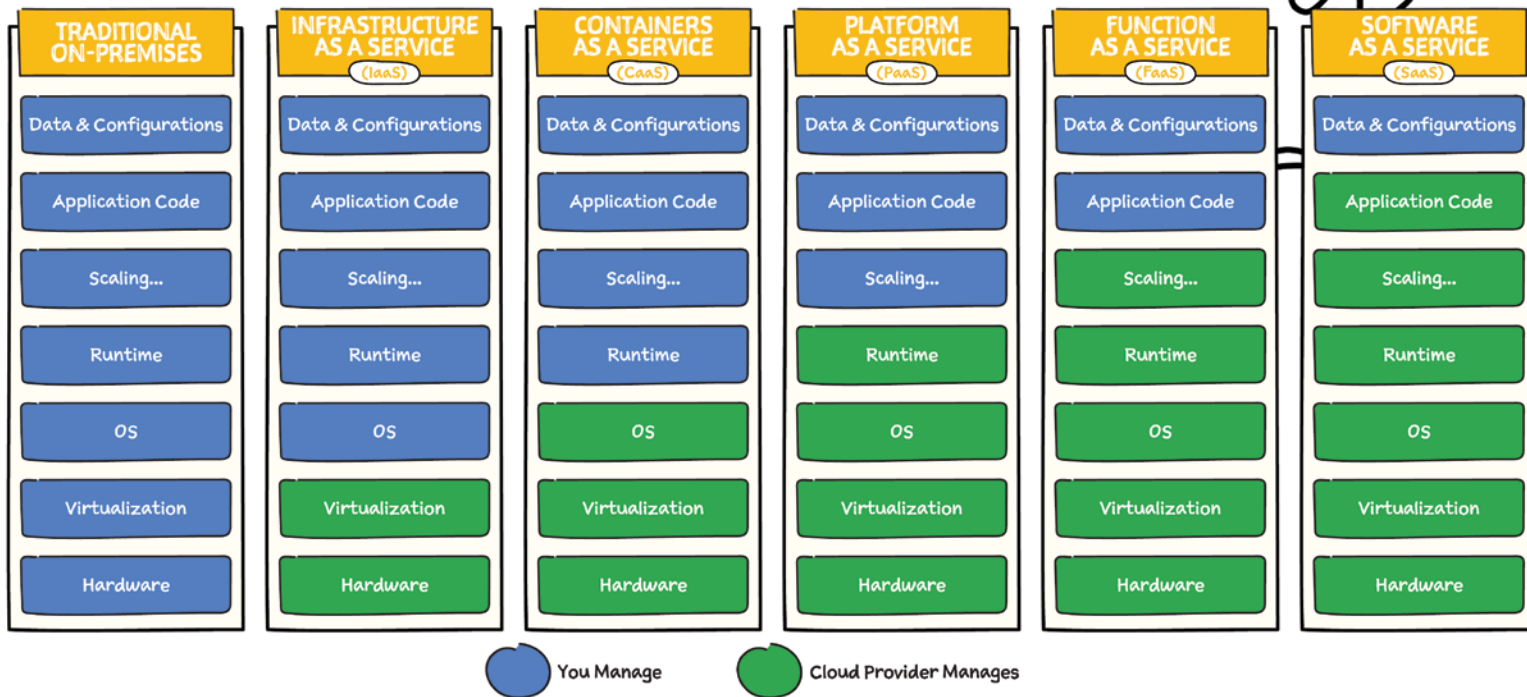 TRADITIONAL
ON-PREMISES
Data & Configurations
Application Code
Scaling...
Runtime
OS
Virtualization
Hardware
INFRASTRUCTURE
AS A SERVICE
(IaaS)
Data & Configurations
Application Code
Scaling...
Runtime
OS
Virtualization
Hardware
CONTAINERS
AS A SERVICE
(CaaS)
Data & Configurations
Application Code
Scaling...
Runtime
OS
Virtualization
Hardware
PLATFORM
AS A SERVICE
(PaaS)
Data & Configurations
Application Code
Scaling...
Runtime
OS
Virtualization
Hardware
FUNCTION
AS A SERVICE
(FaaS)
Data & Configurations
Application Code
Scaling...
Runtime
OS
Virtualization
Hardware
SOFTWARE
AS A SERVICE
(SaaS)
Data & Configurations
Application Code
Scaling...
Runtime
OS
Virtualization
Hardware
You Manage
Cloud Provider Manages